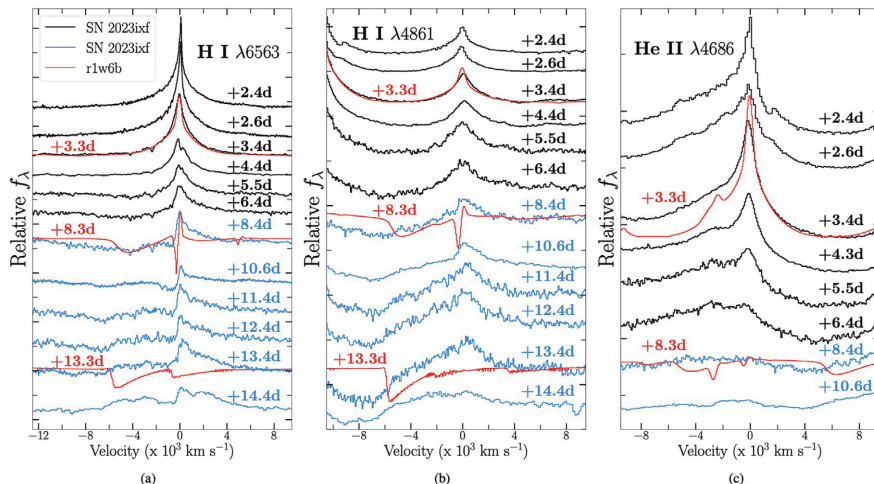 SN 2023ixf
SN 2023ixf
r1w6b
H I λ6563
+2.4d
+2.6d
+3.3d
+3.4d
+4.4d
+5.5d
+6.4d
+8.3d
+8.4d
+10.6d
+11.4d
+12.4d
+13.3d
+13.4d
+14.4d
Relative fλ
−12 −8 −4 0 4 8
Velocity (x 10³ km s⁻¹)
(a)
H I λ4861
+2.4d
+2.6d
+3.3d
+3.4d
+4.4d
+5.5d
+6.4d
+8.3d
+8.4d
+10.6d
+11.4d
+12.4d
+13.3d
+13.4d
+14.4d
Relative fλ
−8 −4 0 4 8
Velocity (x 10³ km s⁻¹)
(b)
He II λ4686
+2.4d
+2.6d
+3.3d
+3.4d
+4.3d
+5.5d
+6.4d
+8.3d
+8.4d
+10.6d
Relative fλ
−8 −4 0 4 8
Velocity (x 10³ km s⁻¹)
(c)